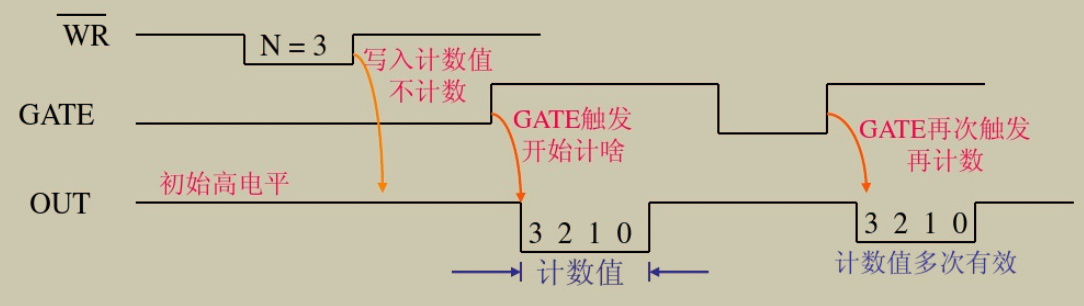 WR
N = 3
写入计数值
不计数
GATE
GATE触发
开始计啥
GATE再次触发
再计数
初始高电平
OUT
3 2 1 0
3 2 1 0
计数值
计数值多次有效